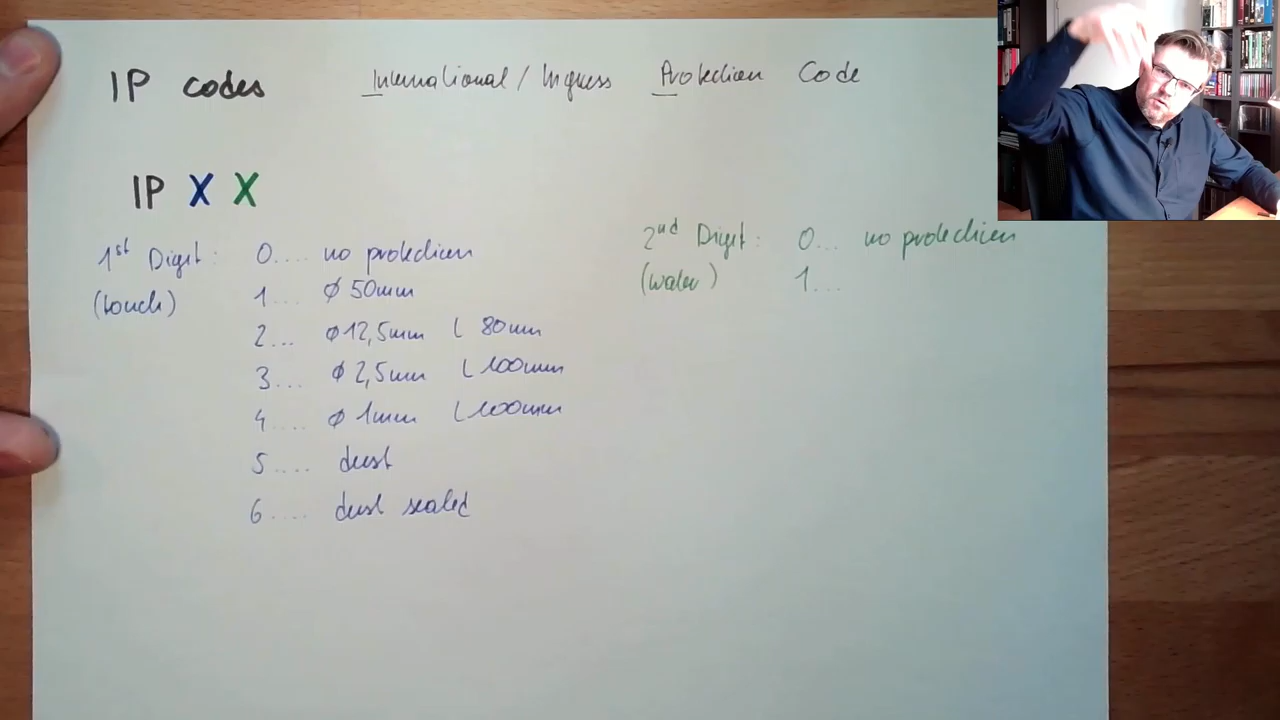 IP codes International / Ingress Protection Code
IP X X
1st Digit: 0.... no protection
(touch) 1... ϕ 50mm
2... ϕ 12,5mm L 80mm
3... ϕ 2,5mm L 100mm
4.... ϕ 1mm L 100mm
5.... dust
6.... dust sealed
2nd Digit: 0... no protection
(water) 1...